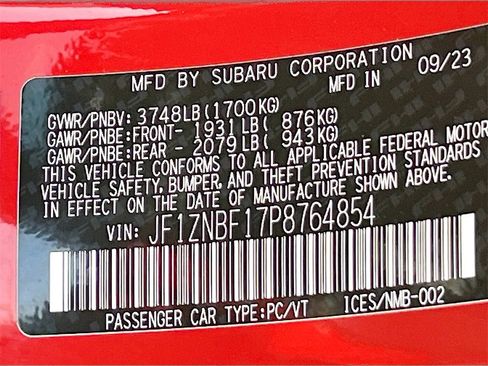 MFD BY SUBARU CORPORATION
MFD IN 09/23
GVWR/PNBV: 3748LB(1700KG)
GAWR/PNBE:FRONT- 1931 LB( 876KG)
GAWR/PNBE:REAR - 2079 LB( 943KG)
THIS VEHICLE CONFORMS TO ALL APPLICABLE FEDERAL MOTOR
VEHICLE SAFETY, BUMPER, AND THEFT PREVENTION STANDARDS
IN EFFECT ON THE DATE OF MANUFACTURE SHOWN ABOVE.
VIN: JF1ZNBF17P8764854
PASSENGER CAR TYPE:PC/VT ICES/NMB-002